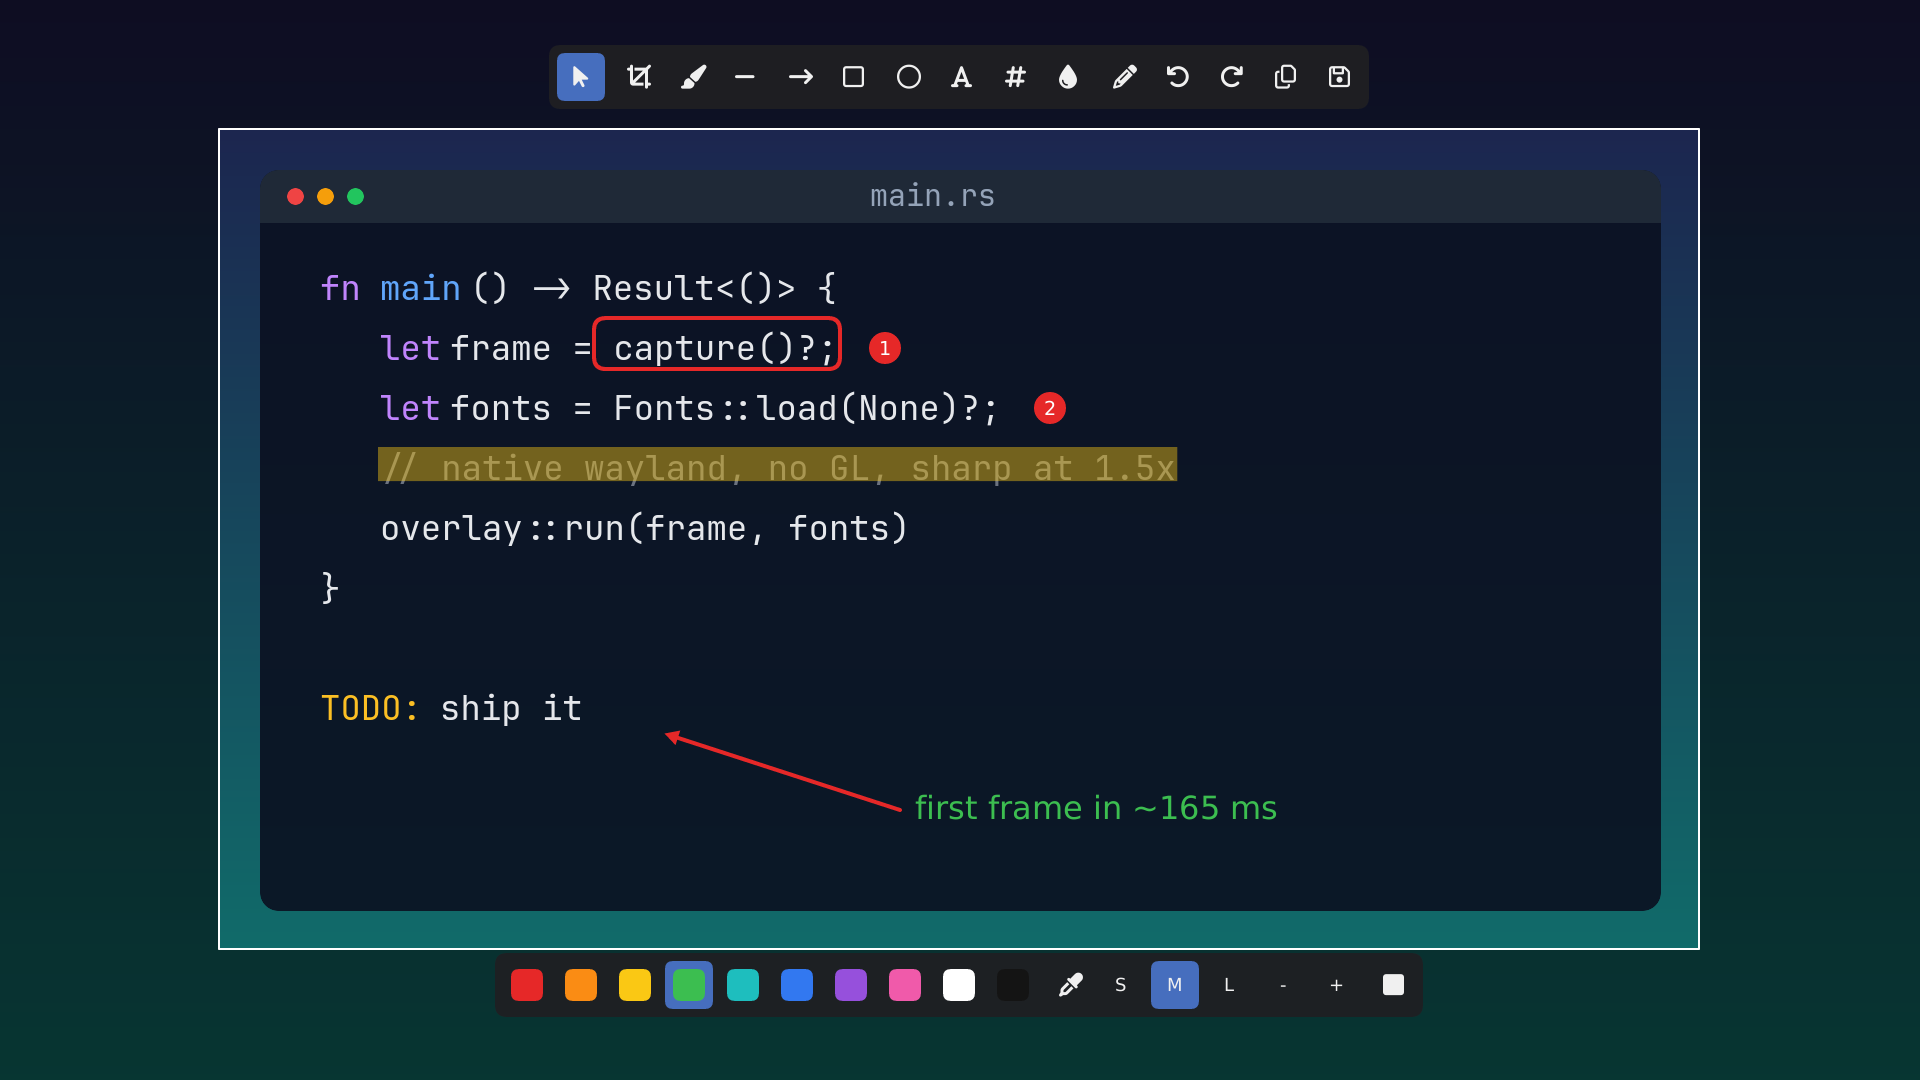 main.rs
fn main() -> Result<()> {
let frame = capture()?; 1
let fonts = Fonts::load(None)?; 2
// native wayland, no GL, sharp at 1.5x
overlay::run(frame, fonts)
}
TODO: ship it
first frame in ~165 ms
S M L - +